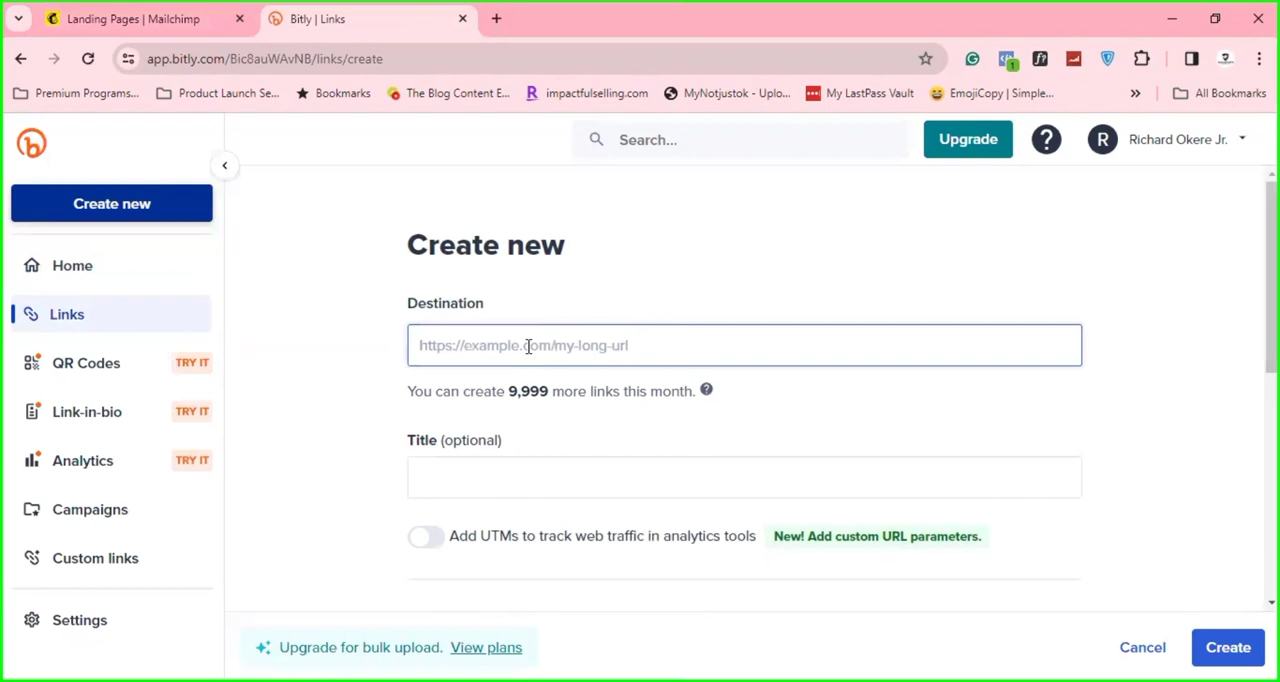 Landing Pages | Mailchimp
Bitly | Links
app.bitly.com/Bic8auWAvNB/links/create
1
Premium Programs...
Product Launch Se...
Bookmarks
The Blog Content E...
impactfulselling.com
MyNotjustok - Uplo...
My LastPass Vault
EmojiCopy | Simple...
All Bookmarks
Search...
Upgrade
?
R
Richard Okere Jr.
Create new
Home
Links
QR Codes
TRY IT
Link-in-bio
TRY IT
Analytics
TRY IT
Campaigns
Custom links
Settings
Create new
Destination
https://example.com/my-long-url
You can create 9,999 more links this month.
Title (optional)
Add UTMs to track web traffic in analytics tools
New! Add custom URL parameters.
Upgrade for bulk upload. View plans
Cancel
Create